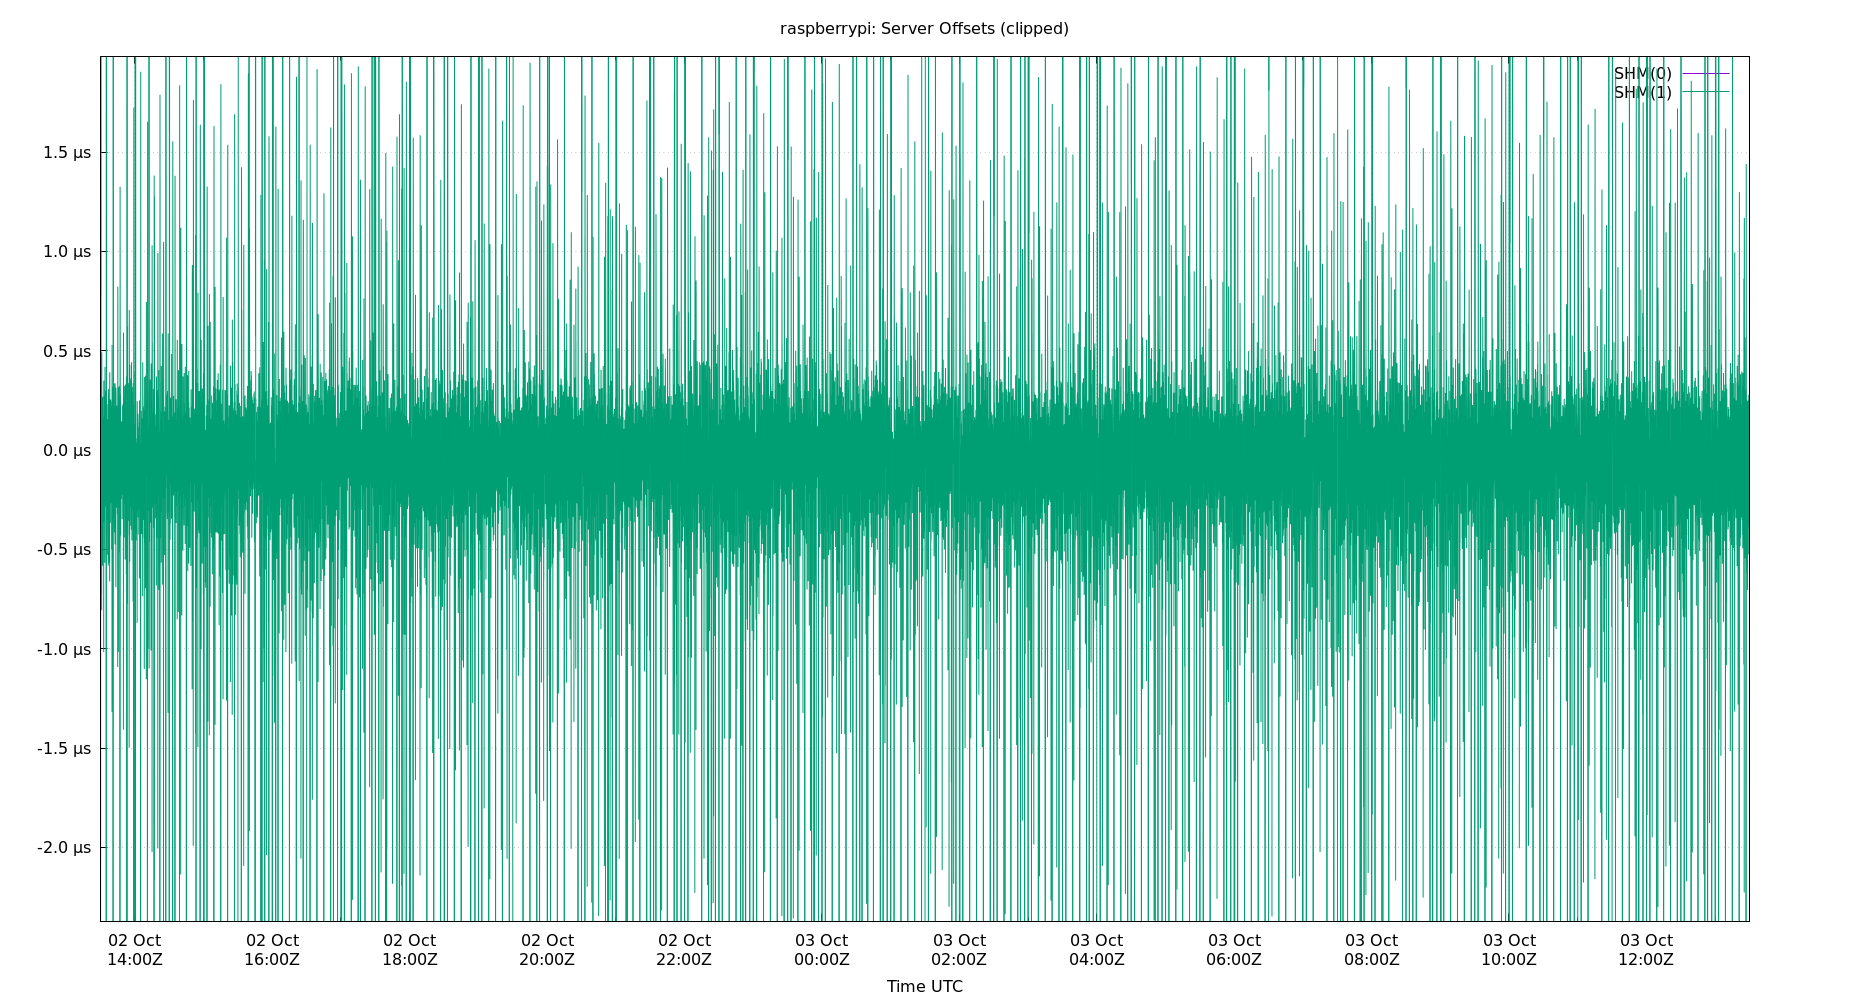 raspberrypi: Server Offsets (clipped)
SHM(0)
SHM(1)
1.5 µs
1.0 µs
0.5 µs
0.0 µs
-0.5 µs
-1.0 µs
-1.5 µs
-2.0 µs
02 Oct 02 Oct 02 Oct 02 Oct 02 Oct 03 Oct 03 Oct 03 Oct 03 Oct 03 Oct 03 Oct 03 Oct
14:00Z 16:00Z 18:00Z 20:00Z 22:00Z 00:00Z 02:00Z 04:00Z 06:00Z 08:00Z 10:00Z 12:00Z
Time UTC